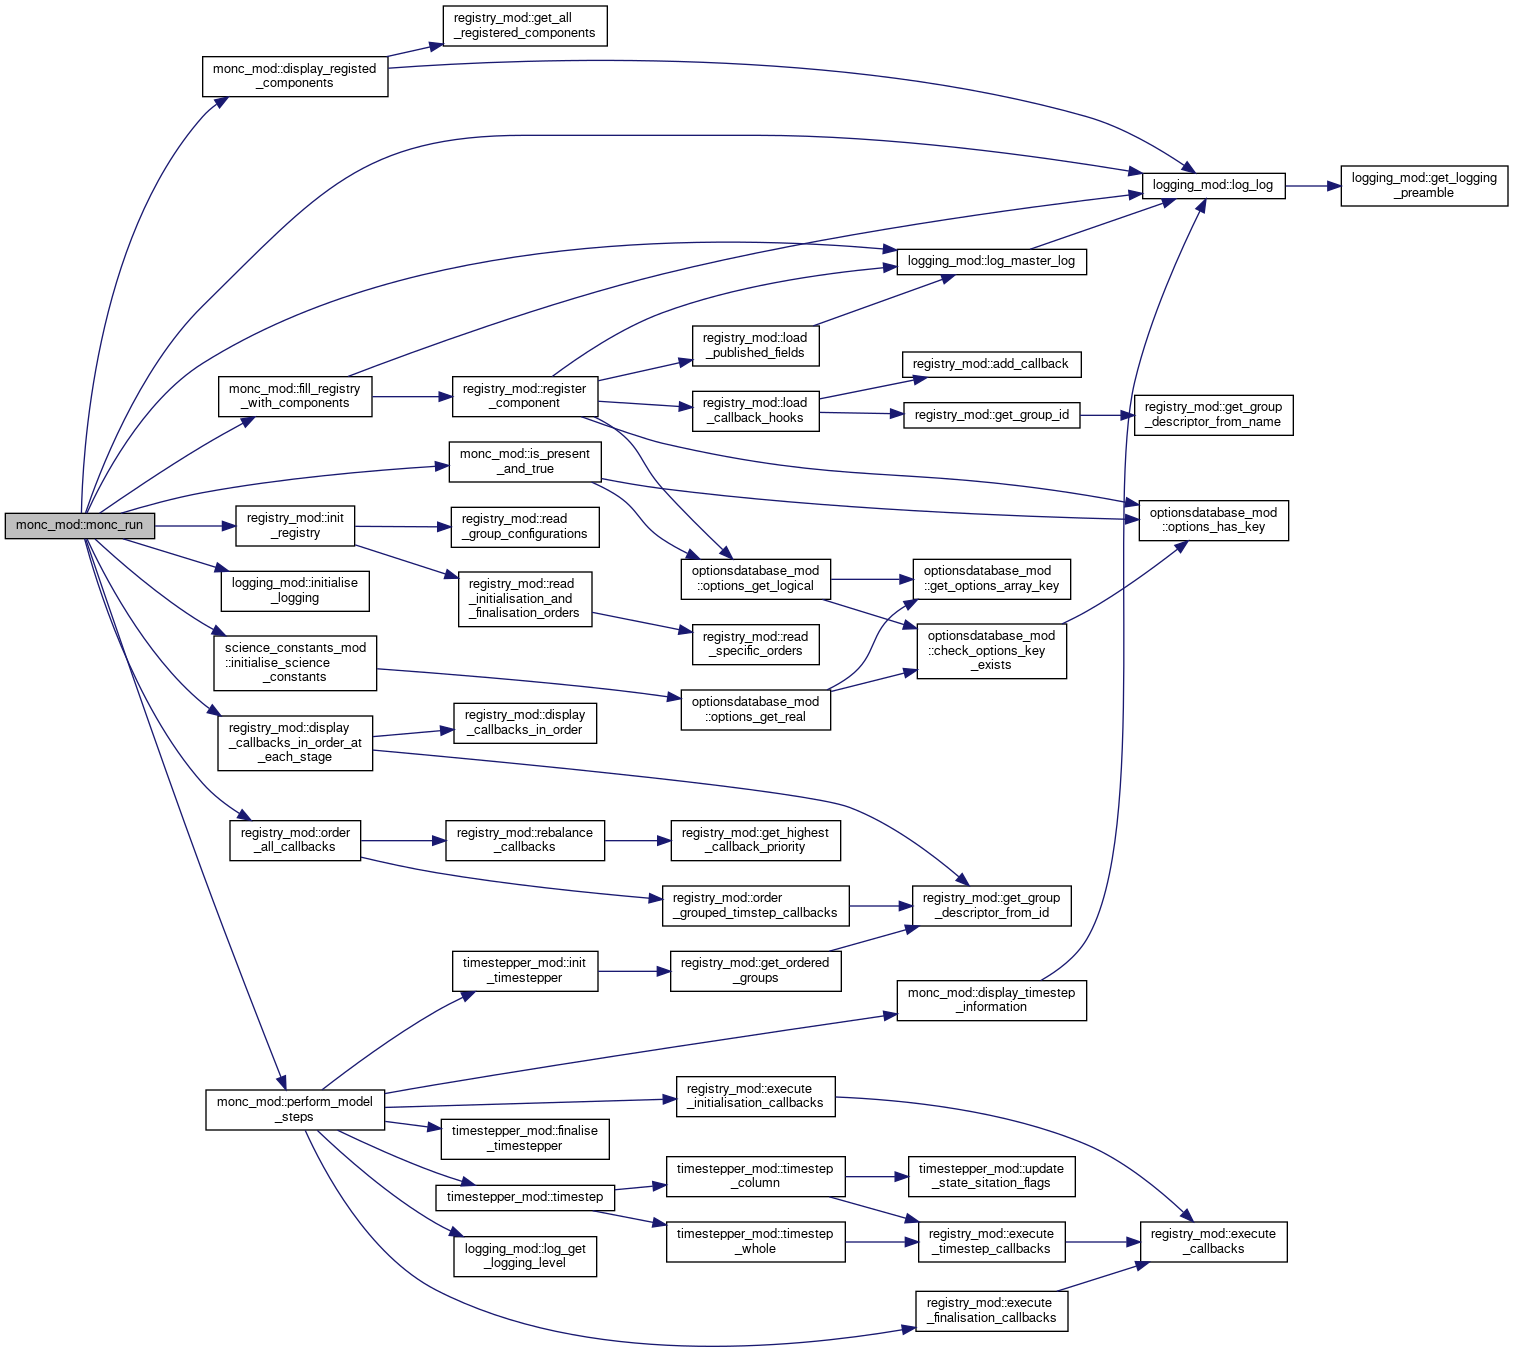 registry_mod::get_all
_registered_components
monc_mod::display_registed
_components
logging_mod::log_log
logging_mod::get_logging
_preamble
logging_mod::log_master_log
registry_mod::load
_published_fields
registry_mod::add_callback
monc_mod::fill_registry
_with_components
registry_mod::register
_component
registry_mod::load
_callback_hooks
registry_mod::get_group_id
registry_mod::get_group
_descriptor_from_name
monc_mod::is_present
_and_true
monc_mod::monc_run
registry_mod::init
_registry
registry_mod::read
_group_configurations
optionsdatabase_mod
::options_has_key
logging_mod::initialise
_logging
registry_mod::read
_initialisation_and
_finalisation_orders
optionsdatabase_mod
::options_get_logical
optionsdatabase_mod
::get_options_array_key
registry_mod::read
_specific_orders
optionsdatabase_mod
::check_options_key
_exists
science_constants_mod
::initialise_science
_constants
optionsdatabase_mod
::options_get_real
registry_mod::display
_callbacks_in_order_at
_each_stage
registry_mod::display
_callbacks_in_order
registry_mod::order
_all_callbacks
registry_mod::rebalance
_callbacks
registry_mod::get_highest
_callback_priority
registry_mod::order
_grouped_timstep_callbacks
registry_mod::get_group
_descriptor_from_id
timestepper_mod::init
_timestepper
registry_mod::get_ordered
_groups
monc_mod::display_timestep
_information
monc_mod::perform_model
_steps
registry_mod::execute
_initialisation_callbacks
timestepper_mod::finalise
_timestepper
timestepper_mod::timestep
timestepper_mod::timestep
_column
timestepper_mod::update
_state_sitation_flags
timestepper_mod::timestep
_whole
registry_mod::execute
_timestep_callbacks
registry_mod::execute
_callbacks
logging_mod::log_get
_logging_level
registry_mod::execute
_finalisation_callbacks